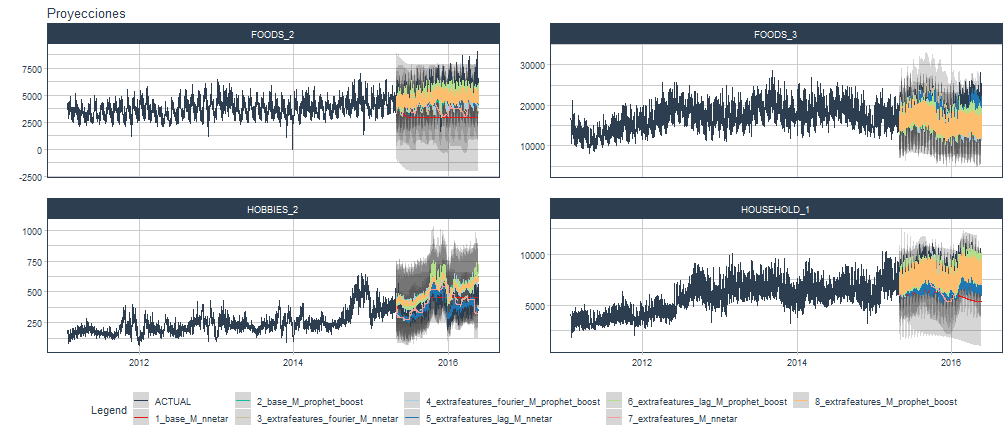 Proyecciones
FOODS_2
FOODS_3
7500
5000
2500
0
-2500
30000
20000
10000
HOBBIES_2
HOUSEHOLD_1
1000
750
500
250
10000
5000
2012
2014
2016
2012
2014
2016
Legend
ACTUAL
2_base_M_prophet_boost
4_extrafeatures_fourier_M_prophet_boost
6_extrafeatures_lag_M_prophet_boost
8_extrafeatures_M_prophet_boost
1_base_M_nnetar
3_extrafeatures_fourier_M_nnetar
5_extrafeatures_lag_M_nnetar
7_extrafeatures_M_nnetar